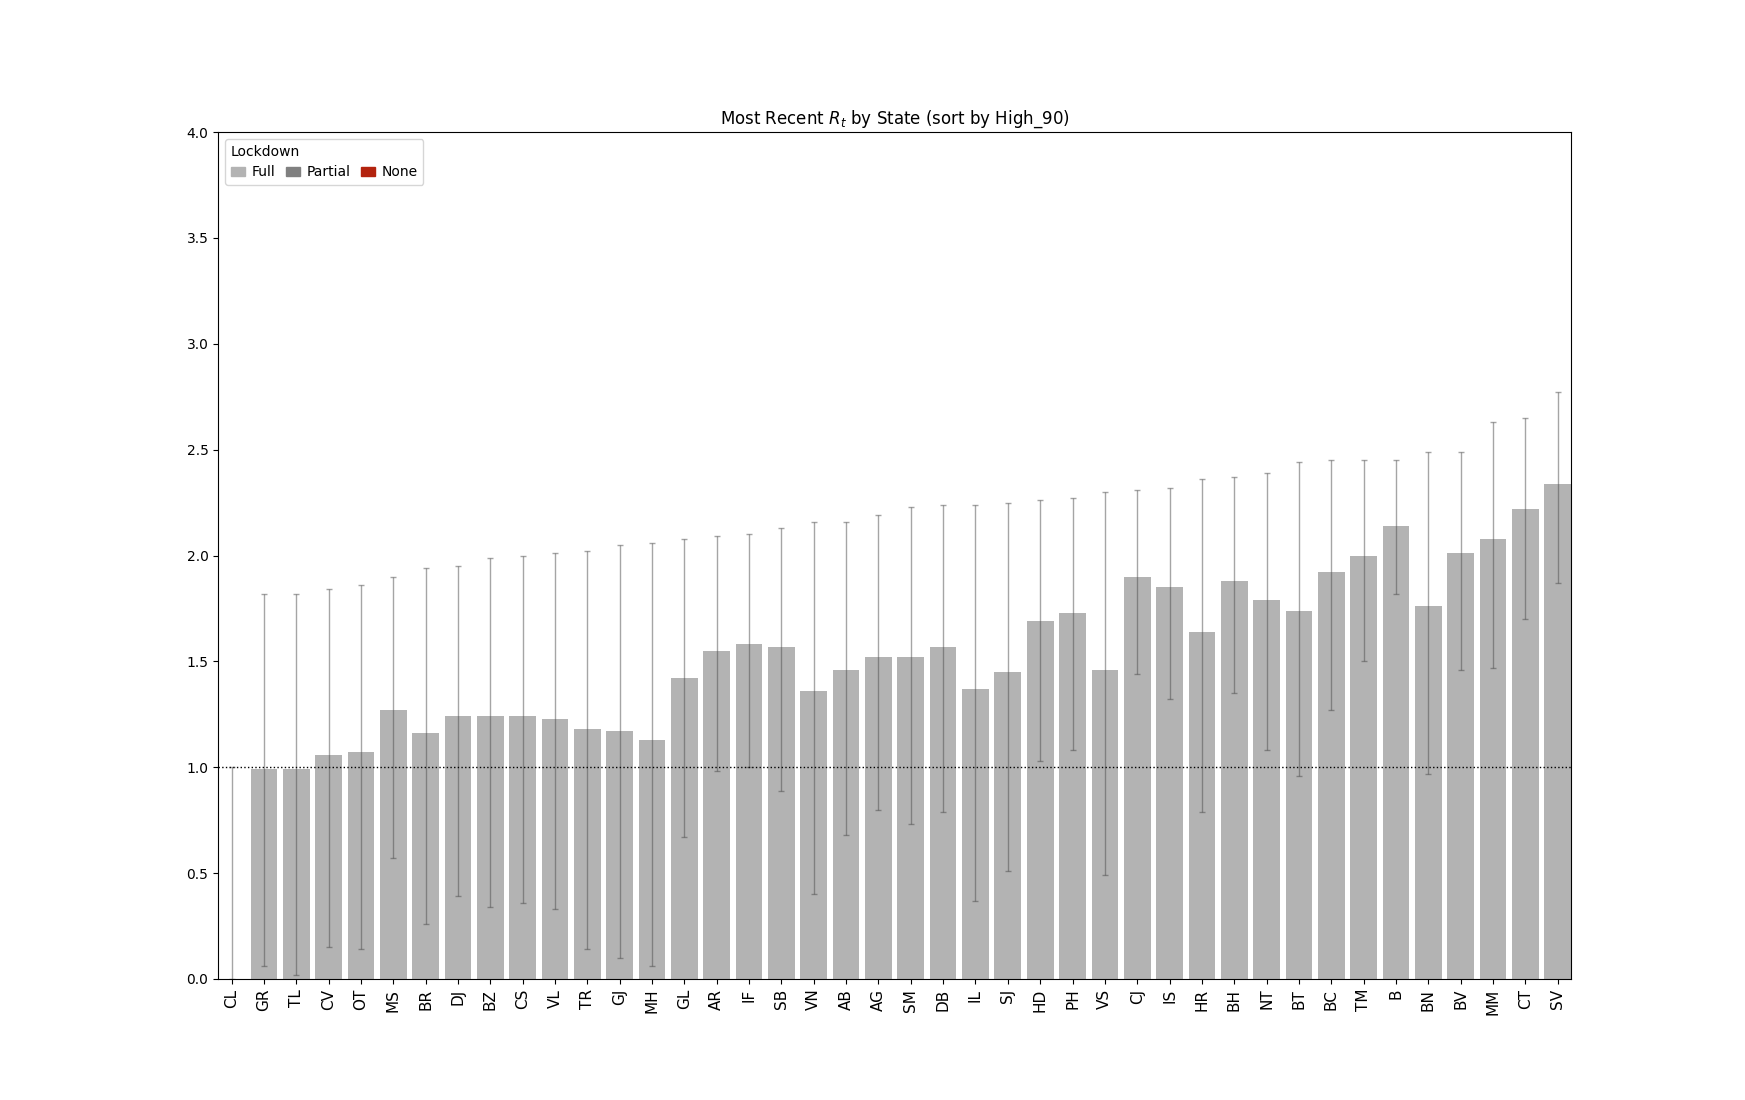 Most Recent Rt by State (sort by High_90)
4.0
Lockdown
Full Partial None
3.5
3.0
2.5
2.0
1.5
1.0
0.5
0.0
CL GR TL CV OT MS BR DJ BZ CS VL TR GJ MH GL AR IF SB VN AB AG SM DB IL SJ HD PH VS CJ IS HR BH NT BT BC TM B BN BV MM CT SV